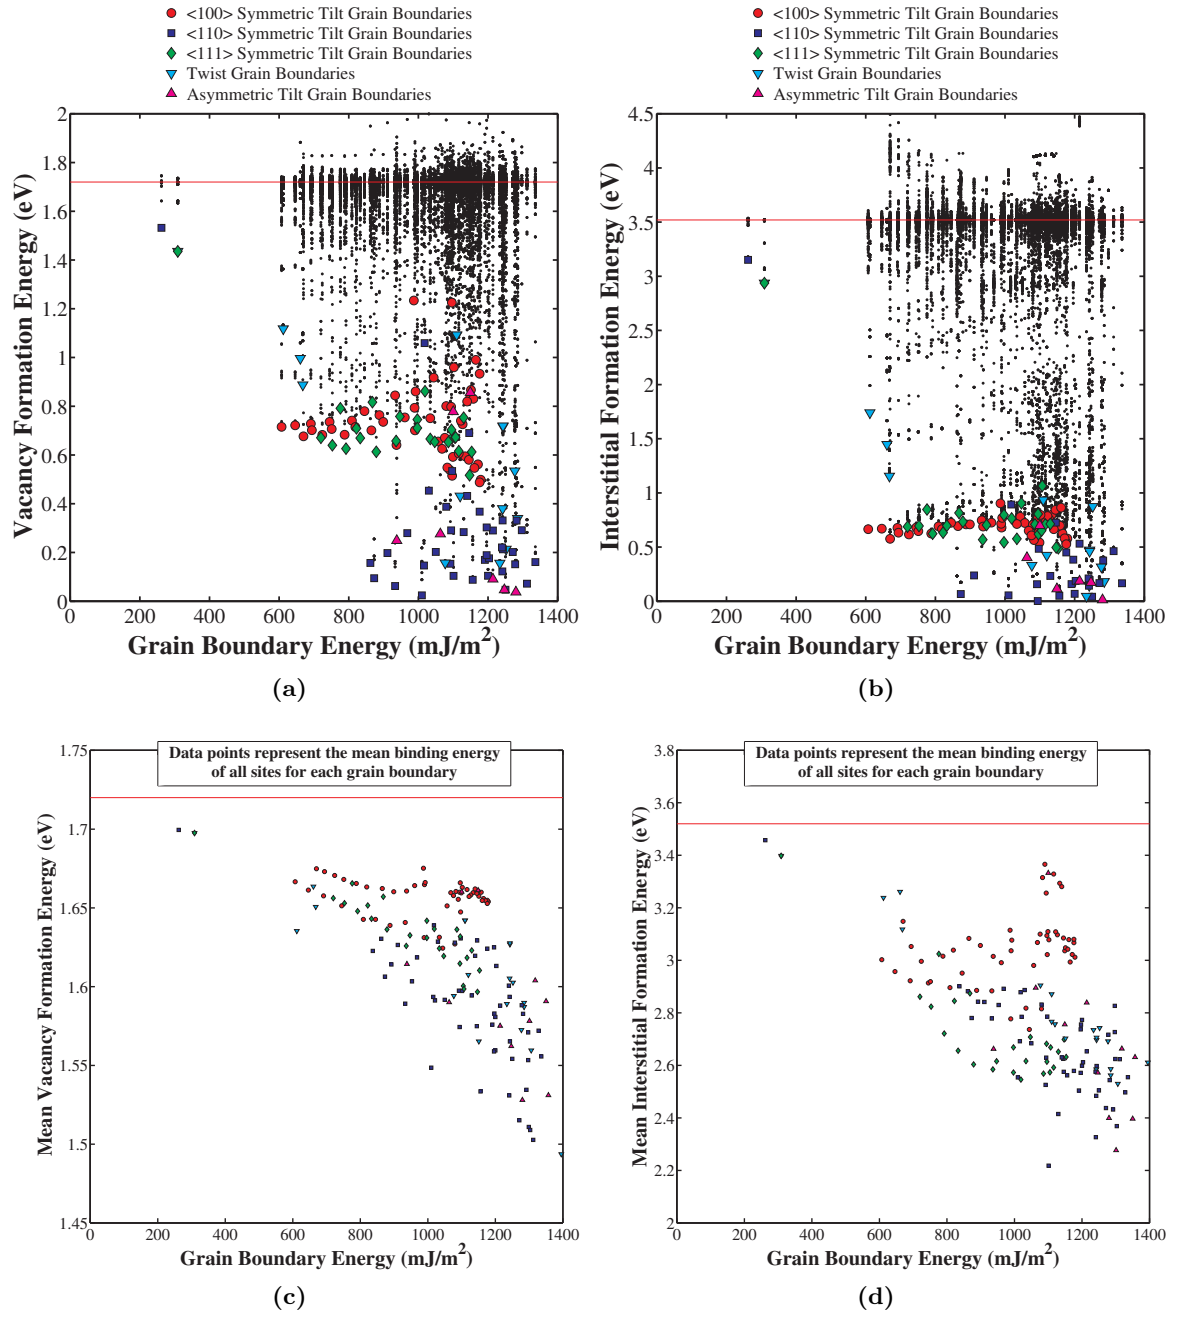 <100> Symmetric Tilt Grain Boundaries
<110> Symmetric Tilt Grain Boundaries
<111> Symmetric Tilt Grain Boundaries
Twist Grain Boundaries
Asymmetric Tilt Grain Boundaries
2
1.8
1.6
1.4
1.2
1
0.8
0.6
0.4
0.2
0
0 200 400 600 800 1000 1200 1400
Vacancy Formation Energy (eV)
Grain Boundary Energy (mJ/m²)
(a)
<100> Symmetric Tilt Grain Boundaries
<110> Symmetric Tilt Grain Boundaries
<111> Symmetric Tilt Grain Boundaries
Twist Grain Boundaries
Asymmetric Tilt Grain Boundaries
4.5
4
3.5
3
2.5
2
1.5
1
0.5
0
0 200 400 600 800 1000 1200 1400
Interstitial Formation Energy (eV)
Grain Boundary Energy (mJ/m²)
(b)
Data points represent the mean binding energy
of all sites for each grain boundary
1.75
1.7
1.65
1.6
1.55
1.5
1.45
0 200 400 600 800 1000 1200 1400
Mean Vacancy Formation Energy (eV)
Grain Boundary Energy (mJ/m²)
(c)
Data points represent the mean binding energy
of all sites for each grain boundary
3.8
3.6
3.4
3.2
3
2.8
2.6
2.4
2.2
2
0 200 400 600 800 1000 1200 1400
Mean Interstitial Formation Energy (eV)
Grain Boundary Energy (mJ/m²)
(d)